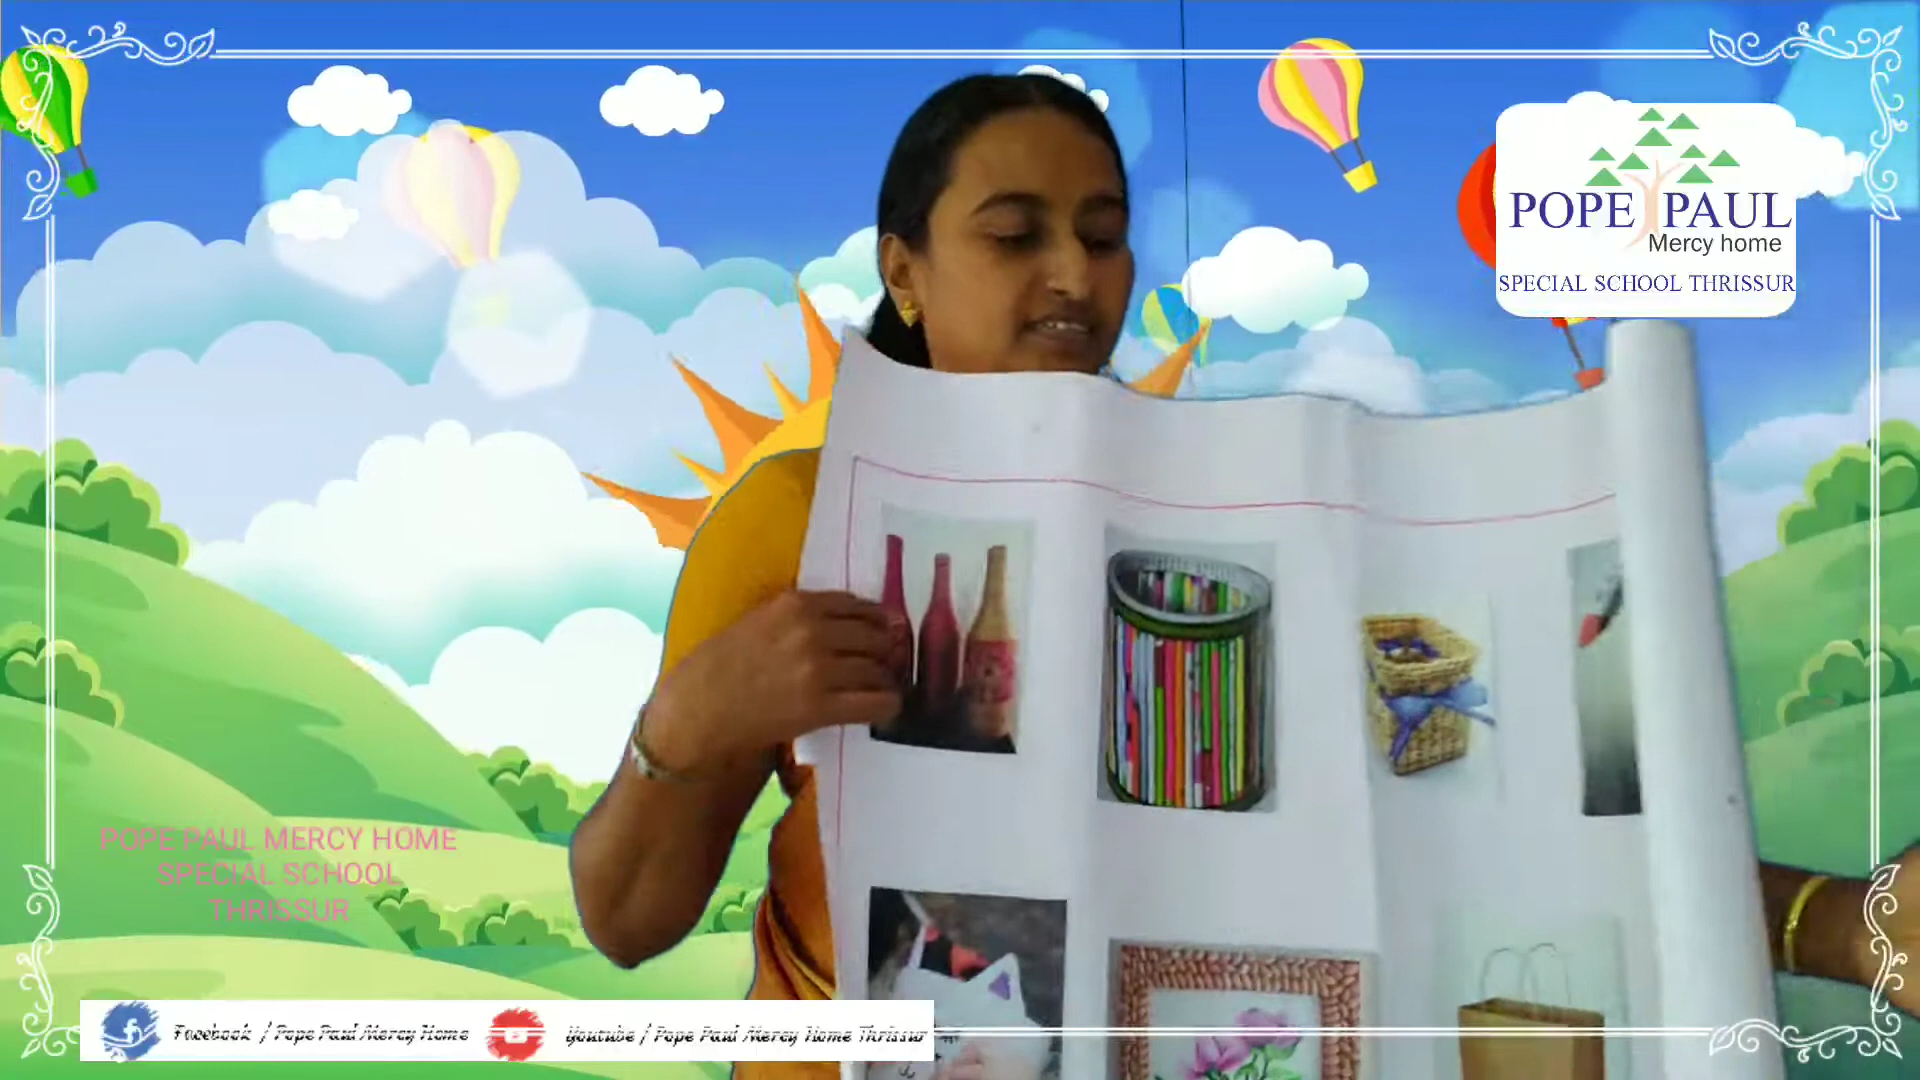 POPE PAUL
Mercy home
SPECIAL SCHOOL THRISSUR
POPE PAUL MERCY HOME
SPECIAL SCHOOL
THRISSUR
Facebook / Pope Paul Mercy Home
Youtube / Pope Paul Mercy Home Thrissur